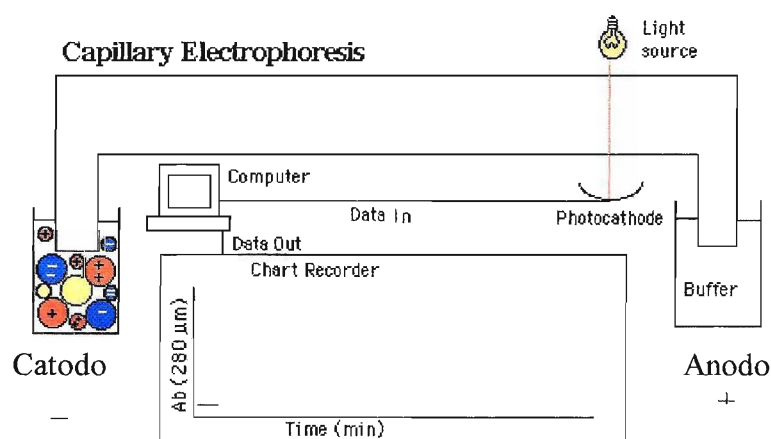 Capillary Electrophoresis
Light
source
Computer
Data In
Photocathode
Data Out
Chart Recorder
Buffer
Ab (280 µm)
Time (min)
Catodo
Anodo
−
+